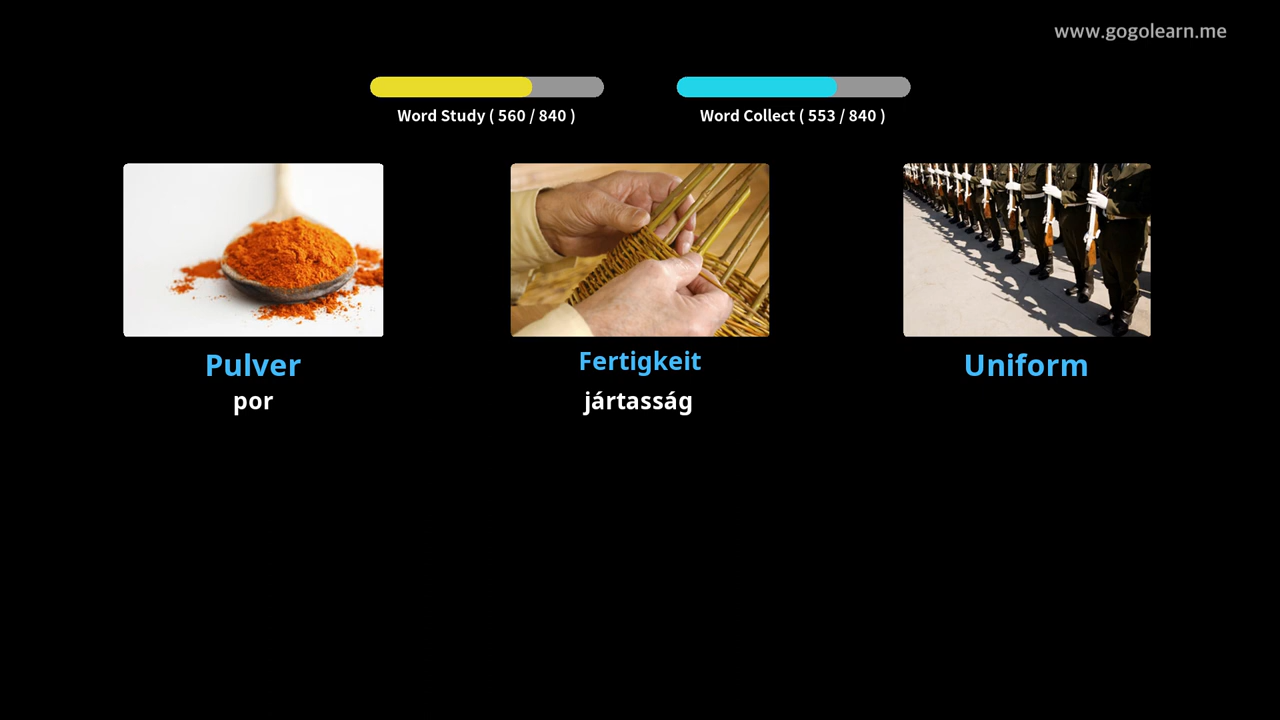 www.gogolearn.me
Word Study ( 560 / 840 )
Word Collect ( 553 / 840 )
Pulver
por
Fertigkeit
jártasság
Uniform